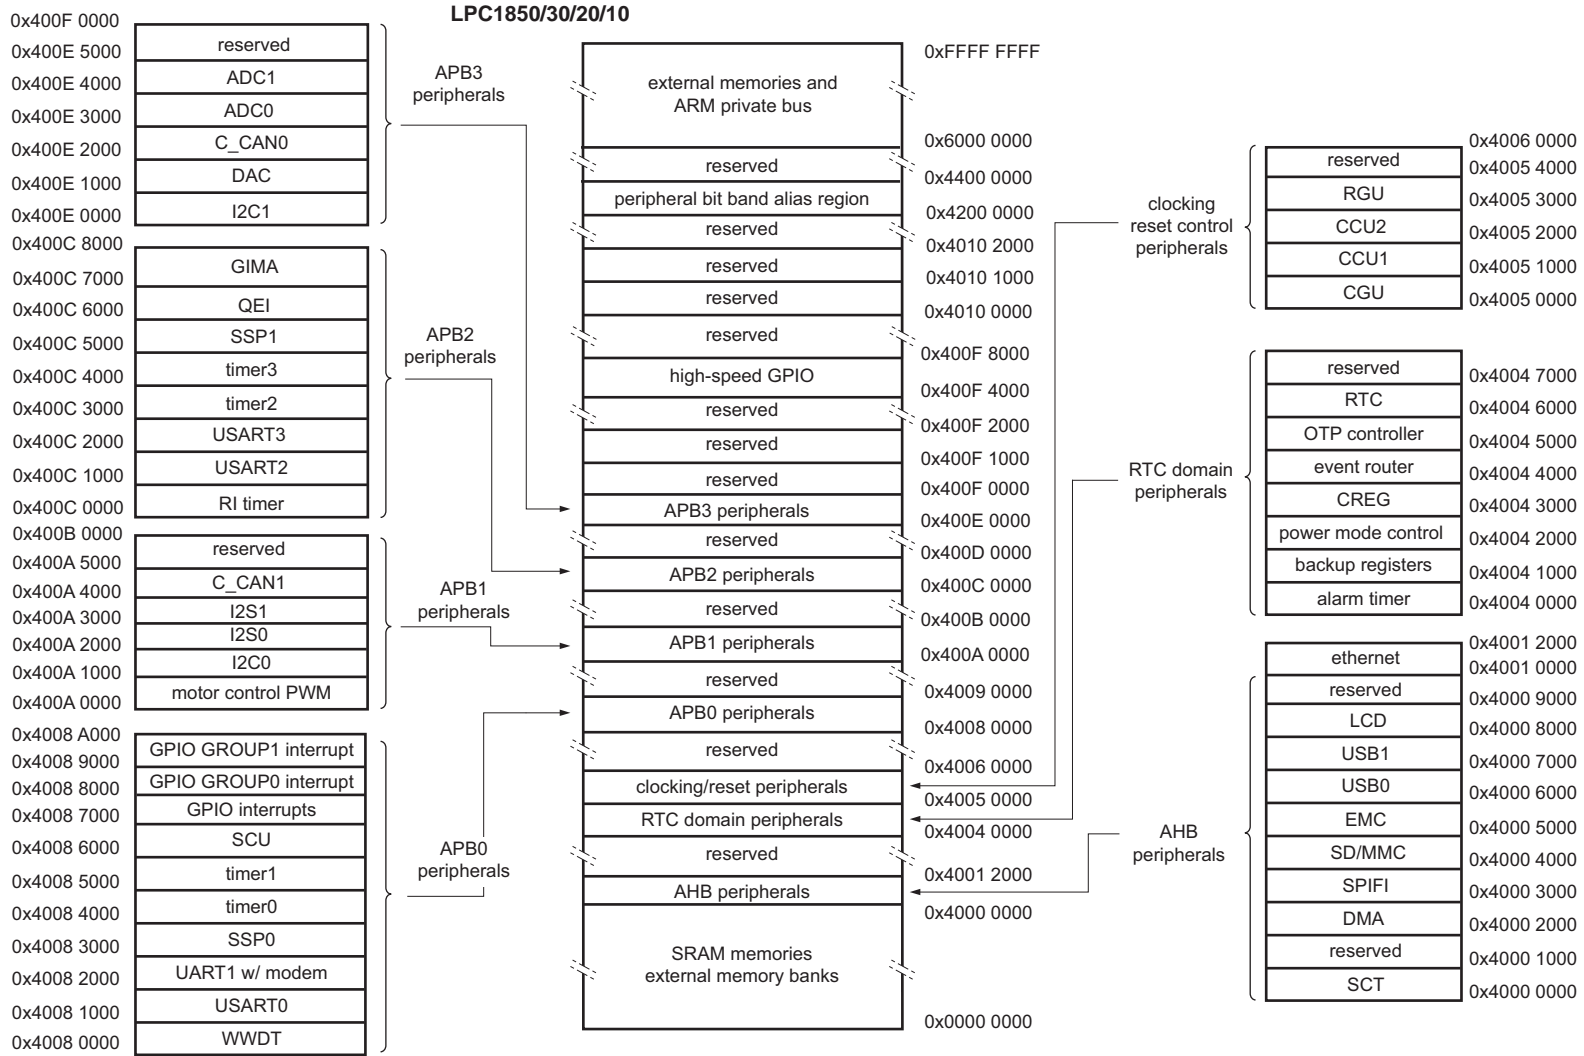 LPC1850/30/20/10
0x400F 0000
reserved
0x400E 5000
ADC1
0x400E 4000
ADC0
0x400E 3000
C_CAN0
0x400E 2000
DAC
0x400E 1000
I2C1
0x400E 0000
APB3
peripherals
0x400C 8000
GIMA
0x400C 7000
QEI
0x400C 6000
SSP1
0x400C 5000
timer3
0x400C 4000
timer2
0x400C 3000
USART3
0x400C 2000
USART2
0x400C 1000
RI timer
0x400C 0000
APB2
peripherals
0x400B 0000
reserved
0x400A 5000
C_CAN1
0x400A 4000
I2S1
0x400A 3000
I2S0
0x400A 2000
I2C0
0x400A 1000
motor control PWM
0x400A 0000
APB1
peripherals
0x4008 A000
GPIO GROUP1 interrupt
0x4008 9000
GPIO GROUP0 interrupt
0x4008 8000
GPIO interrupts
0x4008 7000
SCU
0x4008 6000
timer1
0x4008 5000
timer0
0x4008 4000
SSP0
0x4008 3000
UART1 w/ modem
0x4008 2000
USART0
0x4008 1000
WWDT
0x4008 0000
APB0
peripherals
0xFFFF FFFF
external memories and
ARM private bus
0x6000 0000
reserved
0x4400 0000
peripheral bit band alias region
0x4200 0000
reserved
0x4010 2000
reserved
0x4010 1000
reserved
0x4010 0000
reserved
0x400F 8000
high-speed GPIO
0x400F 4000
reserved
0x400F 2000
reserved
0x400F 1000
reserved
0x400F 0000
APB3 peripherals
0x400E 0000
reserved
0x400D 0000
APB2 peripherals
0x400C 0000
reserved
0x400B 0000
APB1 peripherals
0x400A 0000
reserved
0x4009 0000
APB0 peripherals
0x4008 0000
reserved
0x4006 0000
clocking/reset peripherals
0x4005 0000
RTC domain peripherals
0x4004 0000
reserved
0x4001 2000
AHB peripherals
0x4000 0000
SRAM memories
external memory banks
0x0000 0000
clocking
reset control
peripherals
0x4006 0000
reserved
0x4005 4000
RGU
0x4005 3000
CCU2
0x4005 2000
CCU1
0x4005 1000
CGU
0x4005 0000
RTC domain
peripherals
reserved
0x4004 7000
RTC
0x4004 6000
OTP controller
0x4004 5000
event router
0x4004 4000
CREG
0x4004 3000
power mode control
0x4004 2000
backup registers
0x4004 1000
alarm timer
0x4004 0000
AHB
peripherals
0x4001 2000
ethernet
0x4001 0000
reserved
0x4000 9000
LCD
0x4000 8000
USB1
0x4000 7000
USB0
0x4000 6000
EMC
0x4000 5000
SD/MMC
0x4000 4000
SPIFI
0x4000 3000
DMA
0x4000 2000
reserved
0x4000 1000
SCT
0x4000 0000